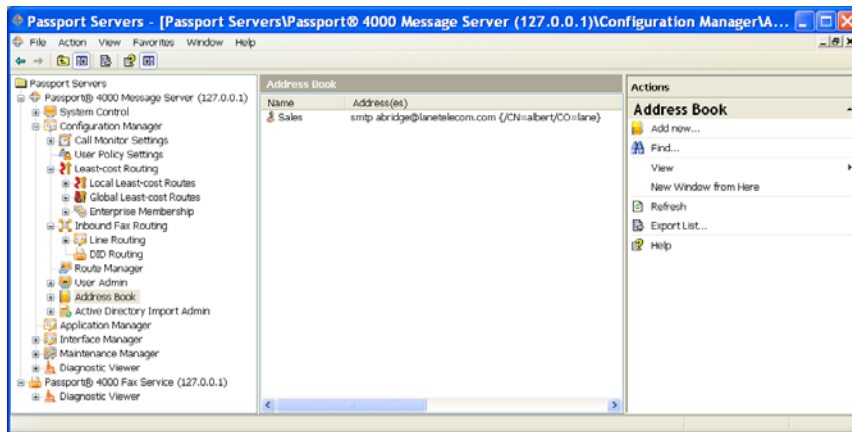 Passport Servers - [Passport Servers\Passport® 4000 Message Server (127.0.0.1)\Configuration Manager\A...
File Action View Favorites Window Help
Passport Servers
Passport® 4000 Message Server (127.0.0.1)
System Control
Configuration Manager
Call Monitor Settings
User Policy Settings
Least-cost Routing
Local Least-cost Routes
Global Least-cost Routes
Enterprise Membership
Inbound Fax Routing
Line Routing
DID Routing
Route Manager
User Admin
Address Book
Active Directory Import Admin
Application Manager
Interface Manager
Maintenance Manager
Diagnostic Viewer
Passport® 4000 Fax Service (127.0.0.1)
Diagnostic Viewer
Address Book
Name Address(es)
Sales smtp abridge@lanetelecom.com {/CN=albert/CO=lane}
Actions
Address Book
Add new...
Find...
View
New Window from Here
Refresh
Export List...
Help